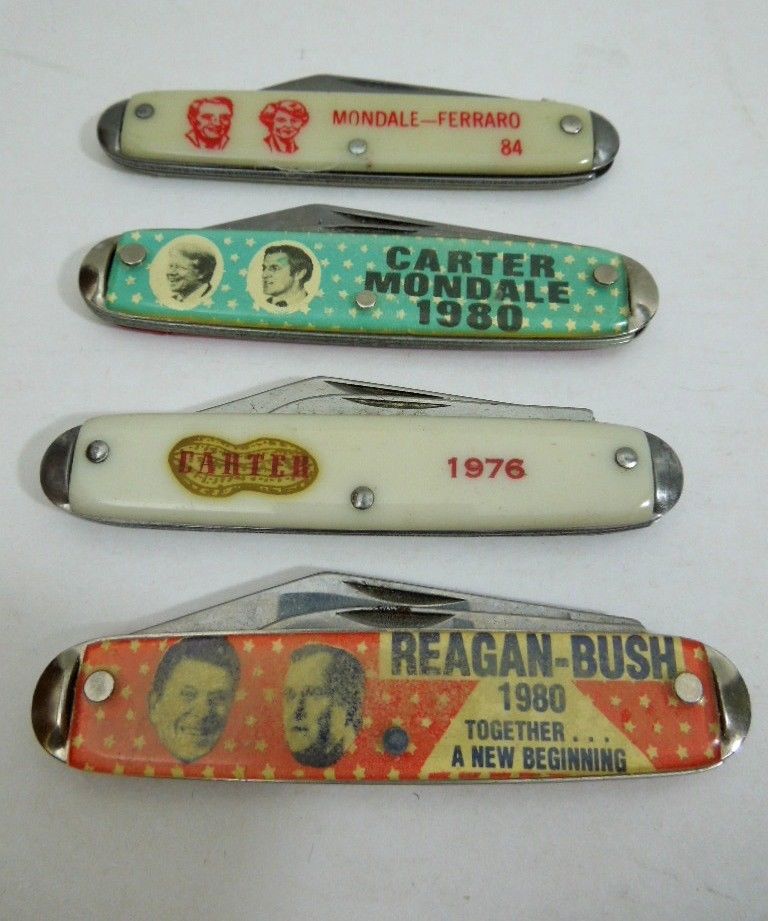 MONDALE—FERRARO
84
CARTER
MONDALE
1980
CARTER
1976
REAGAN-BUSH
1980
TOGETHER...
A NEW BEGINNING